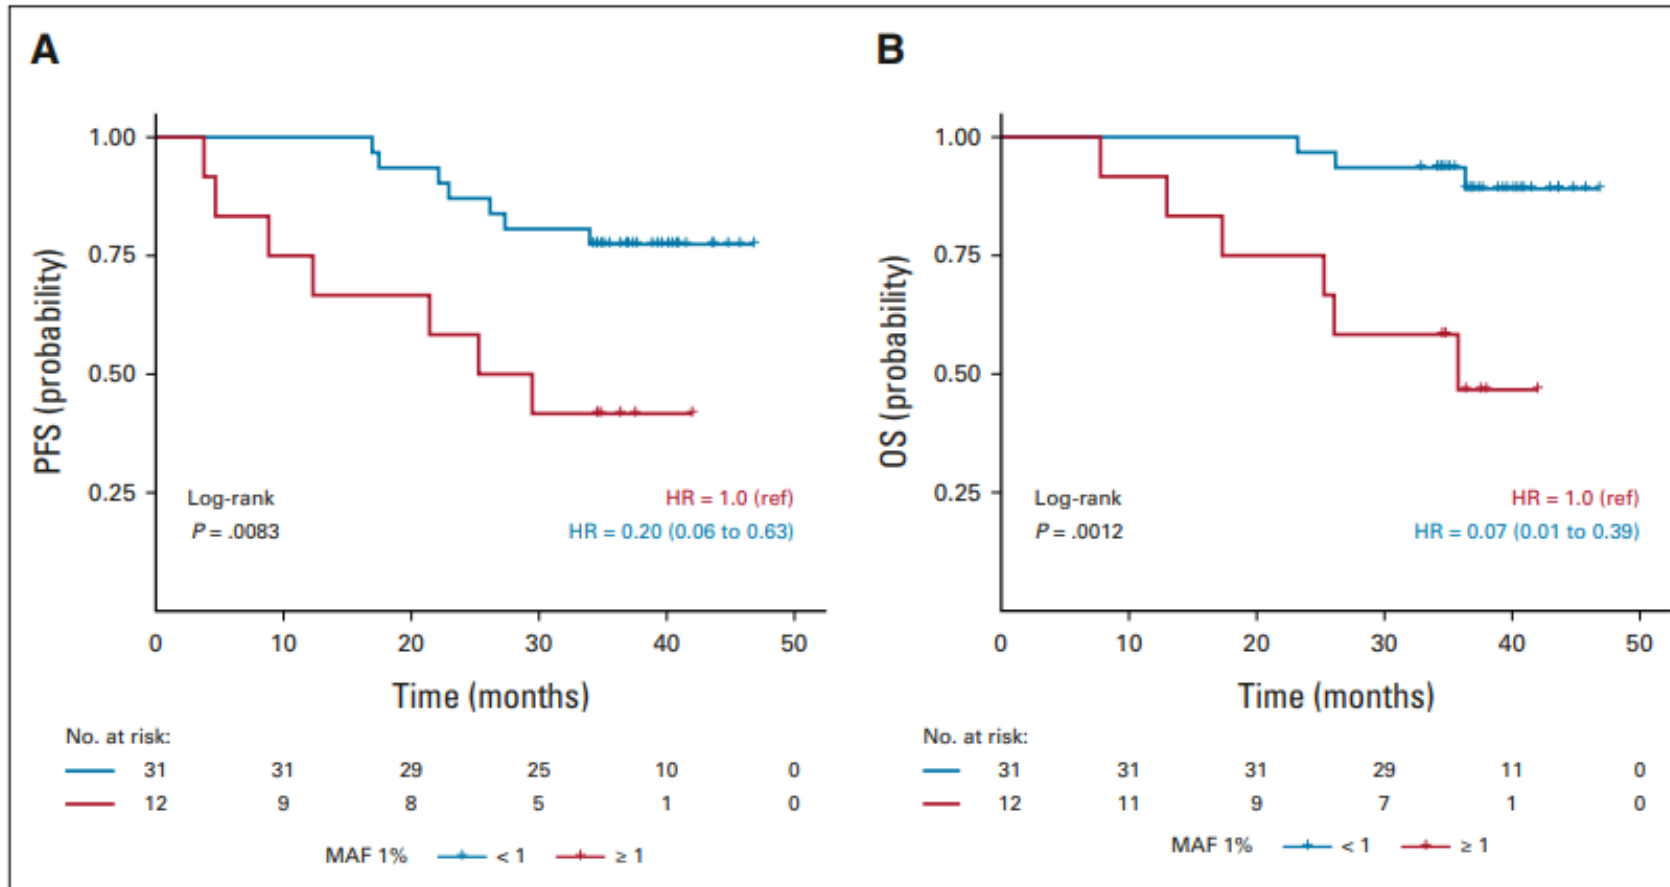 A
PFS (probability)
1.00
0.75
0.50
0.25
Log-rank
P = .0083
HR = 1.0 (ref)
HR = 0.20 (0.06 to 0.63)
0 10 20 30 40 50
Time (months)
No. at risk:
31 31 29 25 10 0
12 9 8 5 1 0
MAF 1% < 1 ≥ 1
B
OS (probability)
1.00
0.75
0.50
0.25
Log-rank
P = .0012
HR = 1.0 (ref)
HR = 0.07 (0.01 to 0.39)
0 10 20 30 40 50
Time (months)
No. at risk:
31 31 31 29 11 0
12 11 9 7 1 0
MAF 1% < 1 ≥ 1